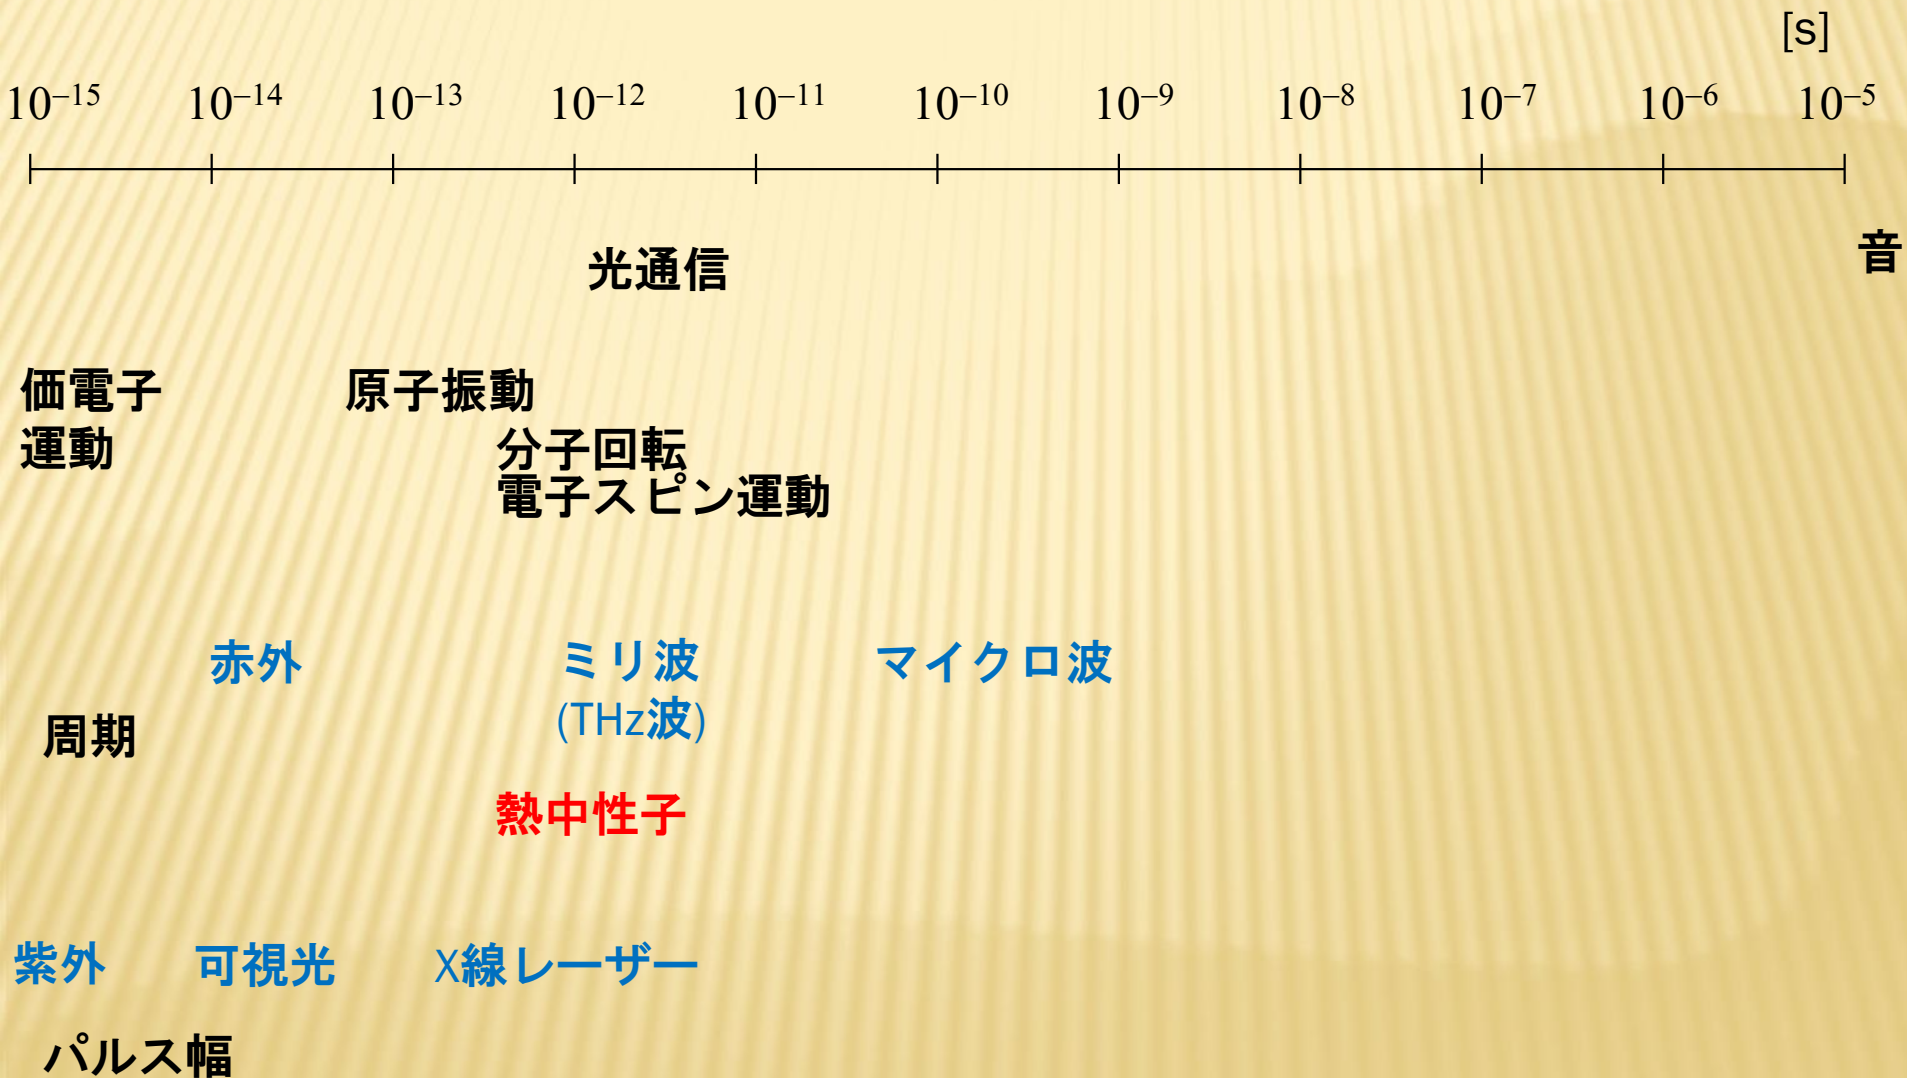 [s]
10⁻¹⁵ 10⁻¹⁴ 10⁻¹³ 10⁻¹² 10⁻¹¹ 10⁻¹⁰ 10⁻⁹ 10⁻⁸ 10⁻⁷ 10⁻⁶ 10⁻⁵
光通信 音
価電子 原子振動
運動 分子回転
電子スピン運動
赤外 ミリ波 マイクロ波
(THz波)
周期
熱中性子
紫外 可視光 X線レーザー
パルス幅